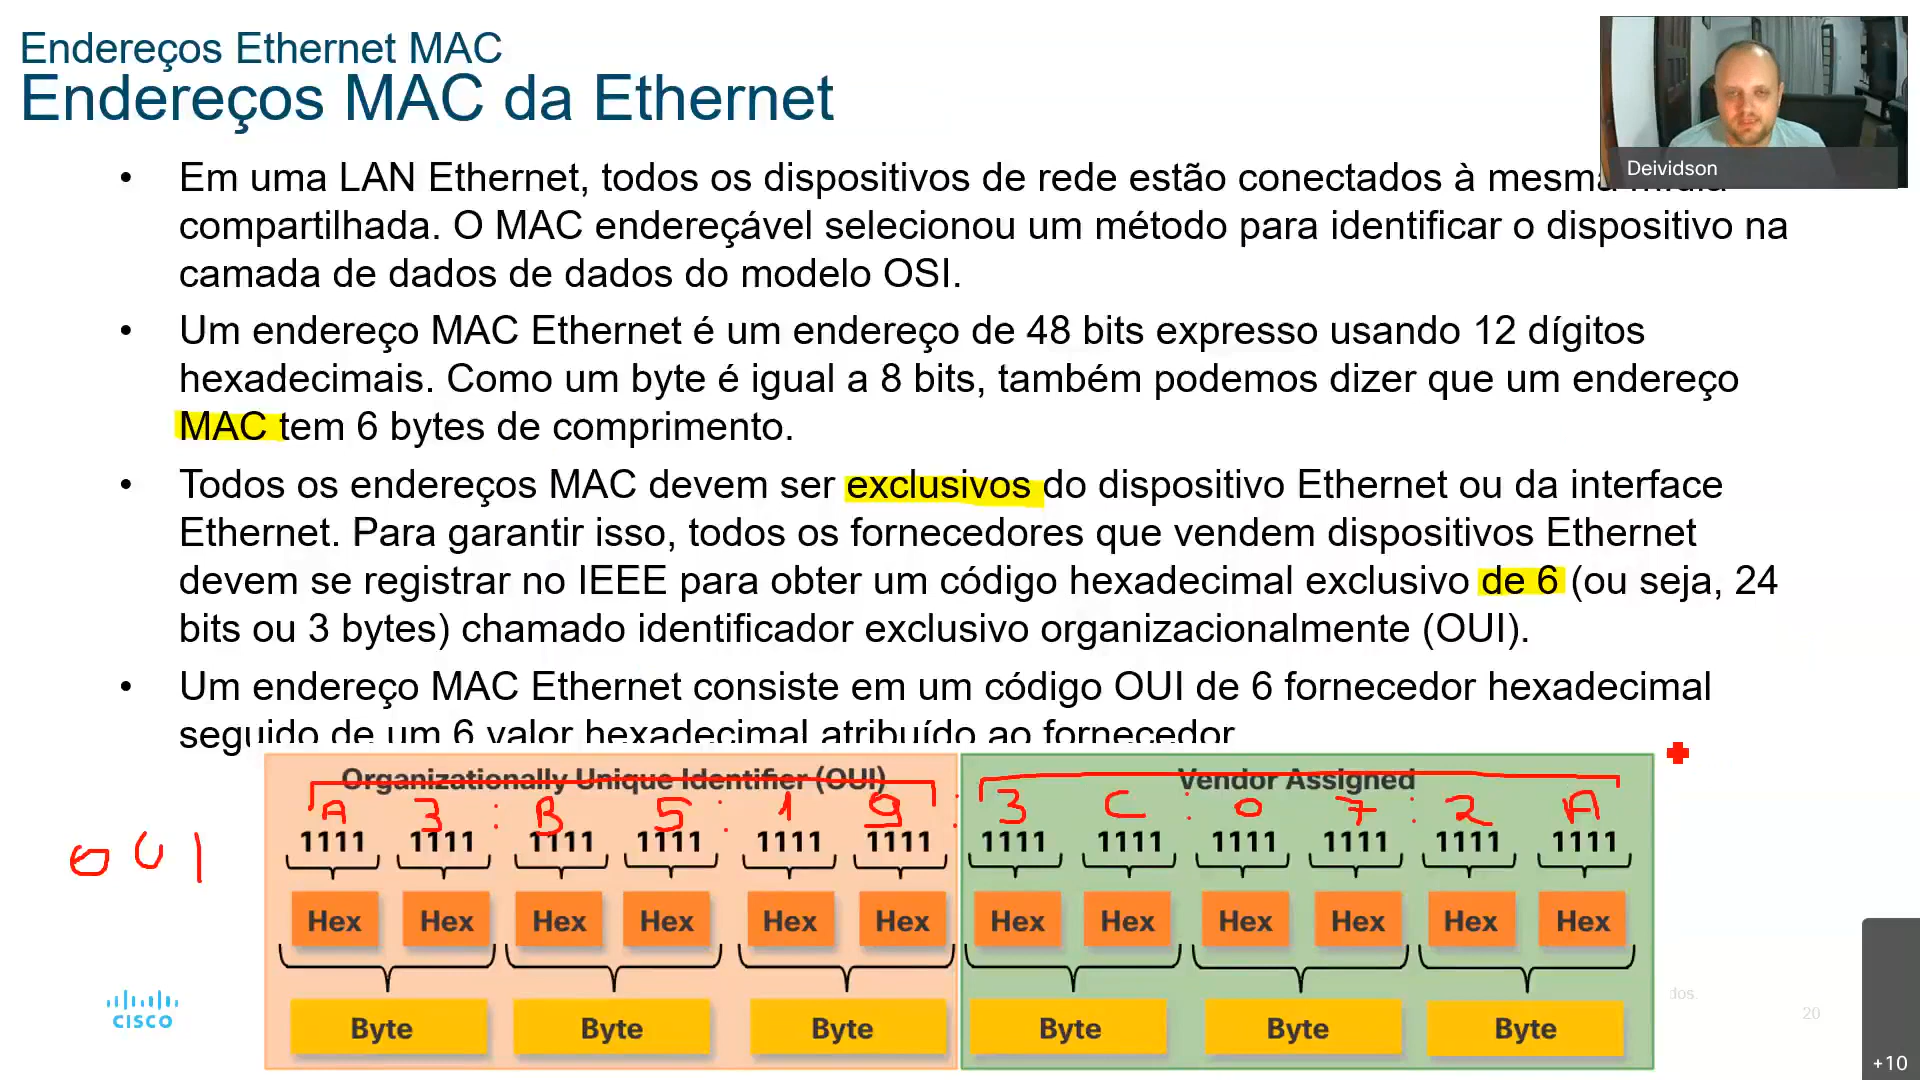 Endereços Ethernet MAC
Endereços MAC da Ethernet
Deividson
• Em uma LAN Ethernet, todos os dispositivos de rede estão conectados à mesma mídia
compartilhada. O MAC endereçável selecionou um método para identificar o dispositivo na
camada de dados de dados do modelo OSI.
• Um endereço MAC Ethernet é um endereço de 48 bits expresso usando 12 dígitos
hexadecimais. Como um byte é igual a 8 bits, também podemos dizer que um endereço
MAC tem 6 bytes de comprimento.
• Todos os endereços MAC devem ser exclusivos do dispositivo Ethernet ou da interface
Ethernet. Para garantir isso, todos os fornecedores que vendem dispositivos Ethernet
devem se registrar no IEEE para obter um código hexadecimal exclusivo de 6 (ou seja, 24
bits ou 3 bytes) chamado identificador exclusivo organizacionalmente (OUI).
• Um endereço MAC Ethernet consiste em um código OUI de 6 fornecedor hexadecimal
seguido de um 6 valor hexadecimal atribuído ao fornecedor
Organizationally Unique Identifier (OUI) Vendor Assigned
A 3 : B 5 : 1 9 : 3 C : 0 7 : 2 A
1111 1111 1111 1111 1111 1111 1111 1111 1111 1111 1111 1111
OUI
Hex Hex Hex Hex Hex Hex Hex Hex Hex Hex Hex Hex
Byte Byte Byte Byte Byte Byte
CISCO
dos.
20
+10